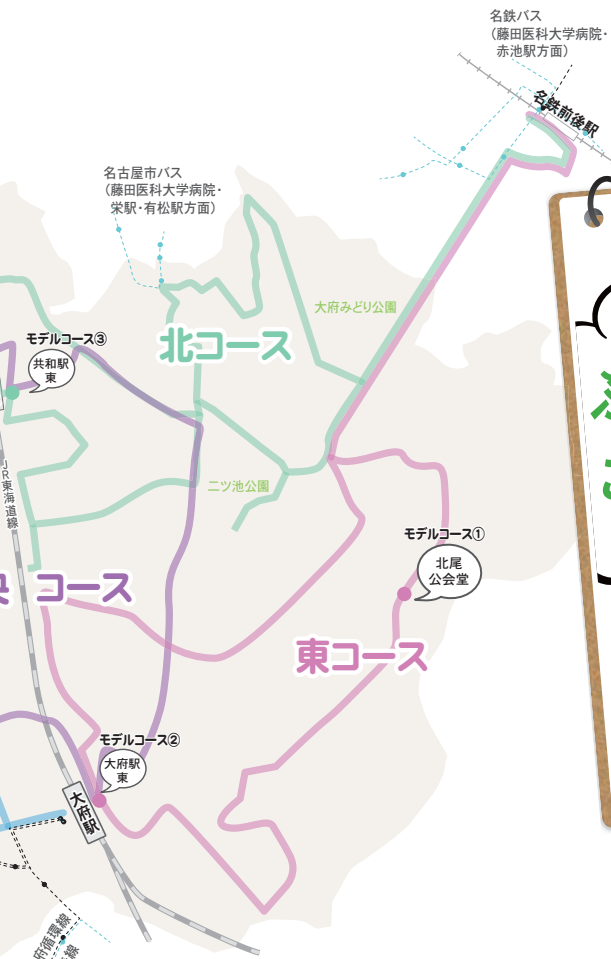 名鉄バス
(藤田医科大学病院・
赤池駅方面)
名鉄前後駅
名古屋市バス
(藤田医科大学病院・
栄駅・有松駅方面)
大府みどり公園
北コース
モデルコース③
共和駅
東
二ツ池公園
JR東海道線
モデルコース①
北尾
公会堂
コース
東コース
モデルコース②
大府駅
東
大府駅
府循環線
線